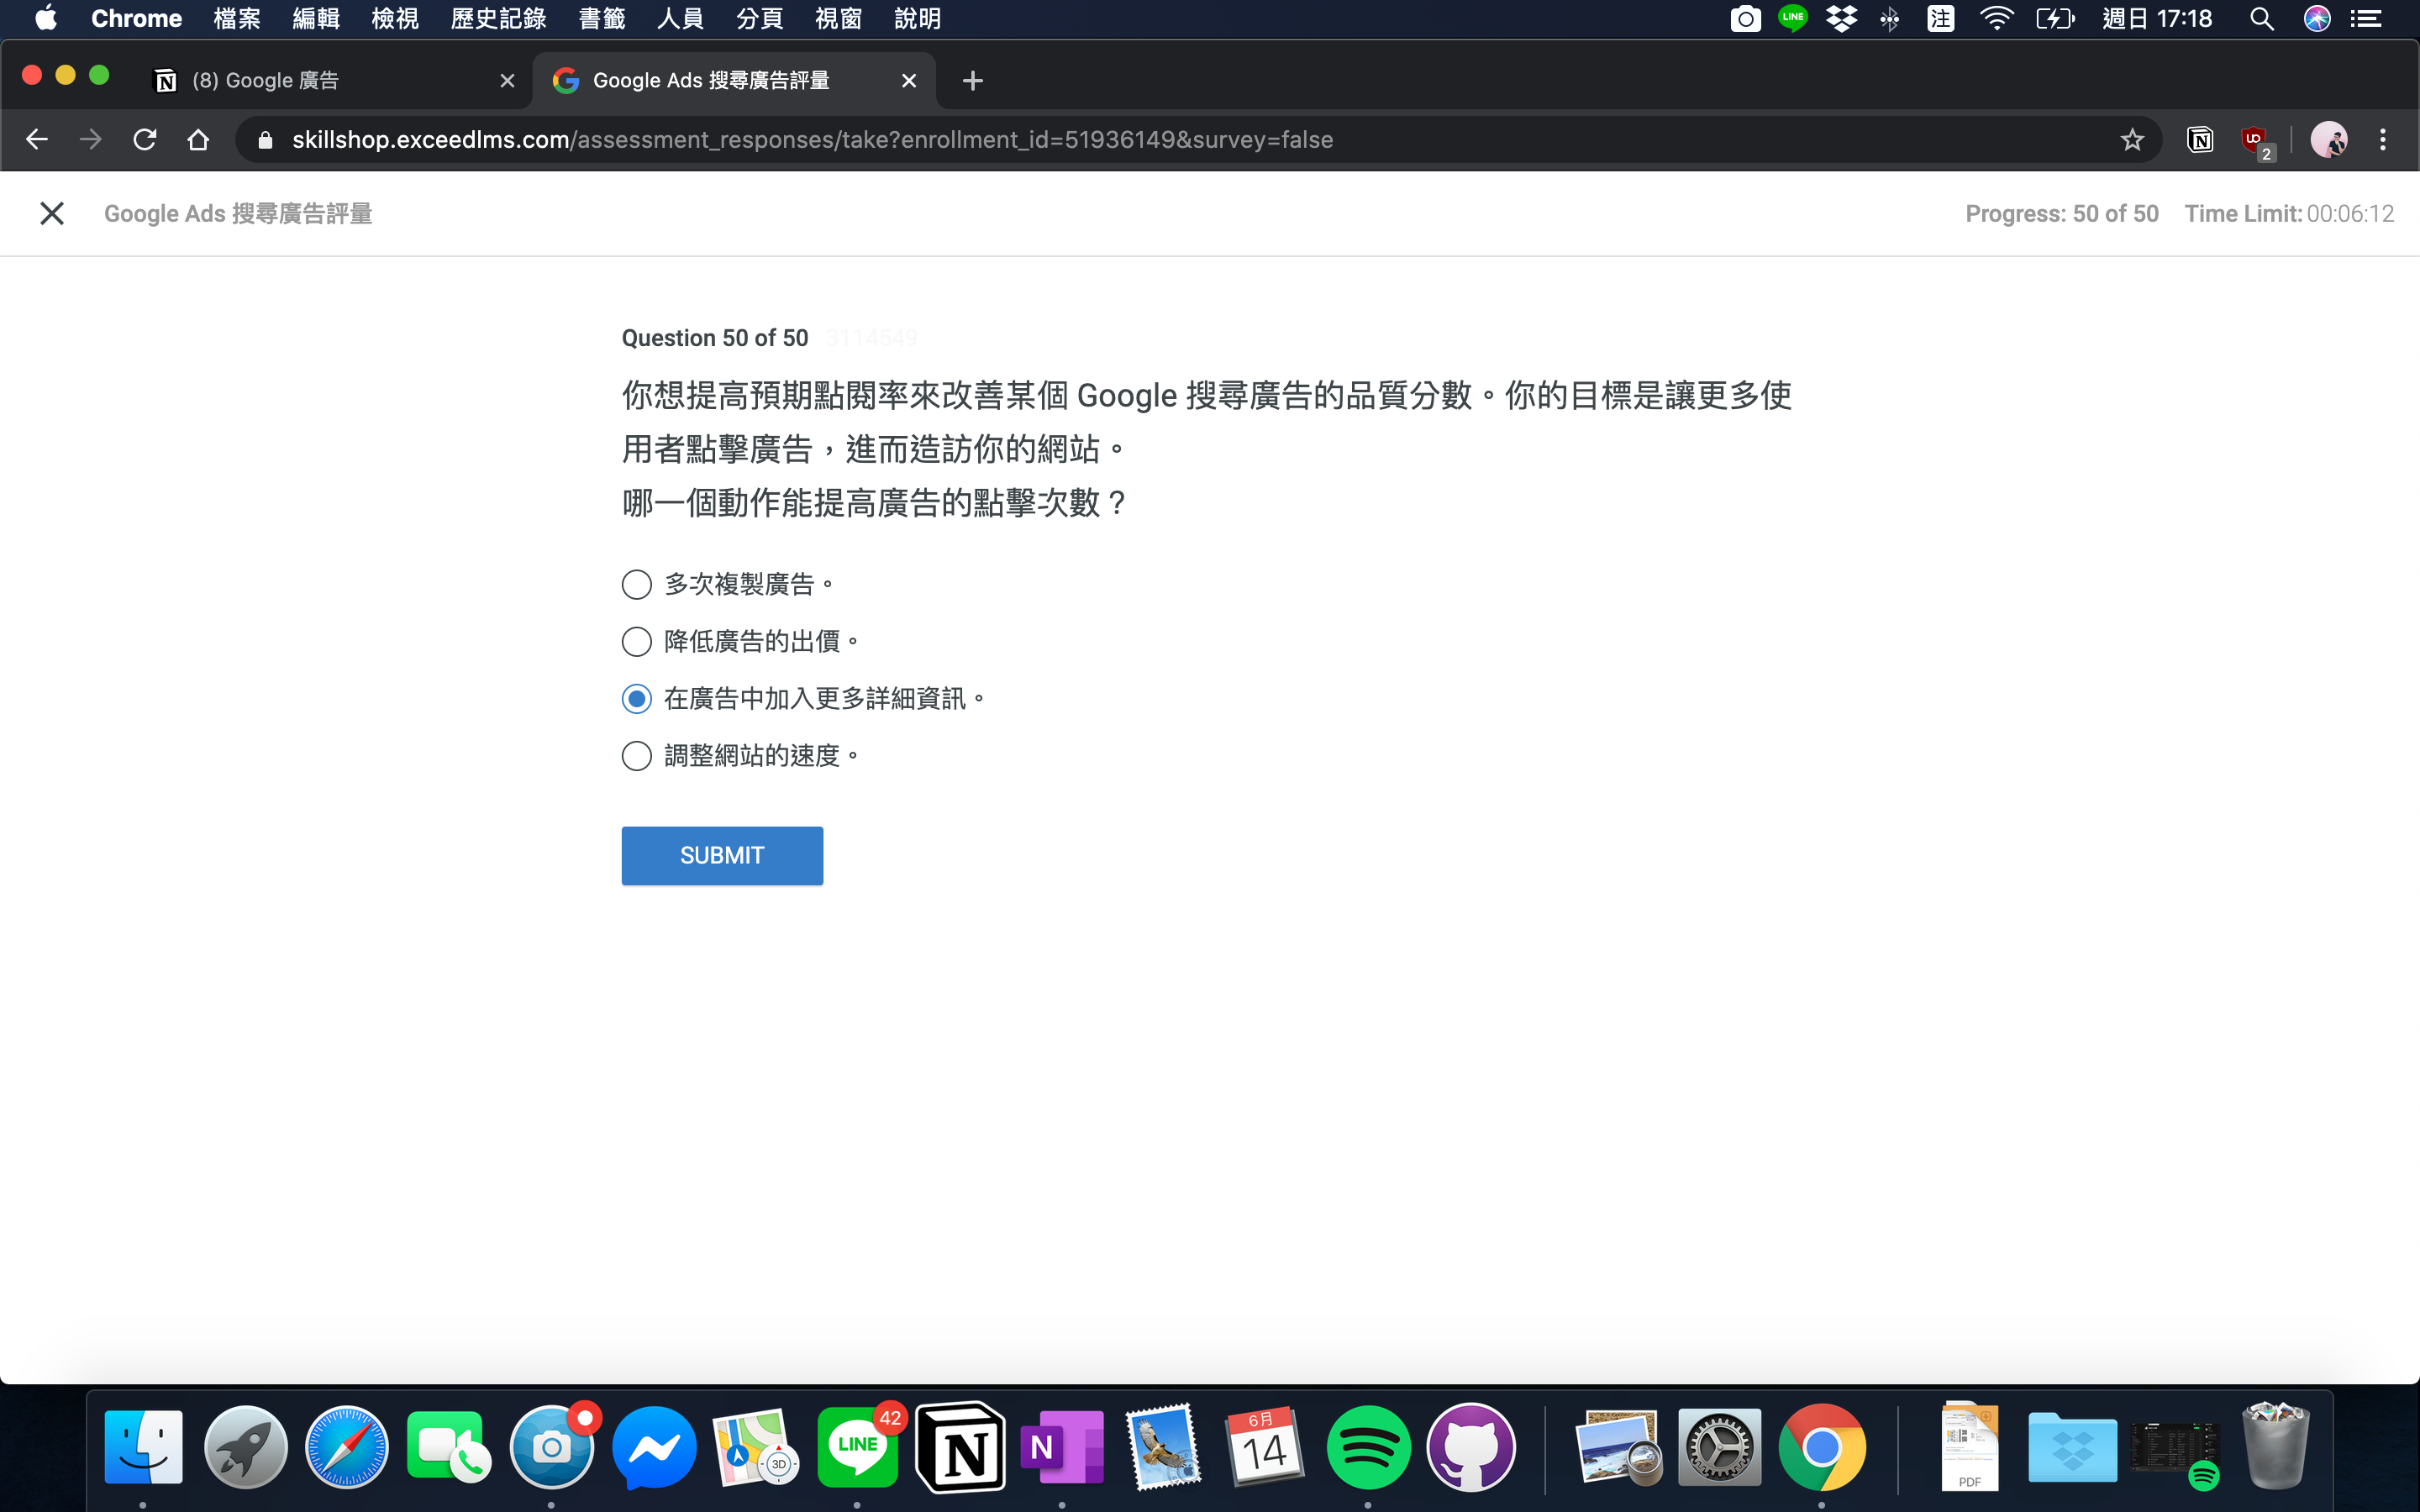 Chrome 檔案 編輯 檢視 歷史記錄 書籤 人員 分頁 視窗 說明 LINE 注 週日 17:18
(8) Google 廣告
Google Ads 搜尋廣告評量
skillshop.exceedlms.com/assessment_responses/take?enrollment_id=51936149&survey=false
2
Google Ads 搜尋廣告評量
Progress: 50 of 50 Time Limit: 00:06:12
Question 50 of 50 3114549
你想提高預期點閱率來改善某個 Google 搜尋廣告的品質分數。你的目標是讓更多使
用者點擊廣告，進而造訪你的網站。
哪一個動作能提高廣告的點擊次數？
多次複製廣告。
降低廣告的出價。
在廣告中加入更多詳細資訊。
調整網站的速度。
SUBMIT
3D
LINE
42
N
N
6月
14
PDF